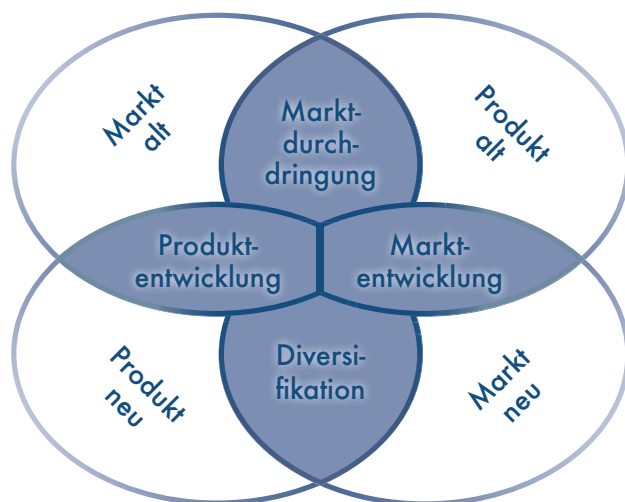 Markt
alt
Markt-
durch-
dringung
Produkt
alt
Produkt-
entwicklung
Markt-
entwicklung
Produkt
neu
Diversi-
fikation
Markt
neu